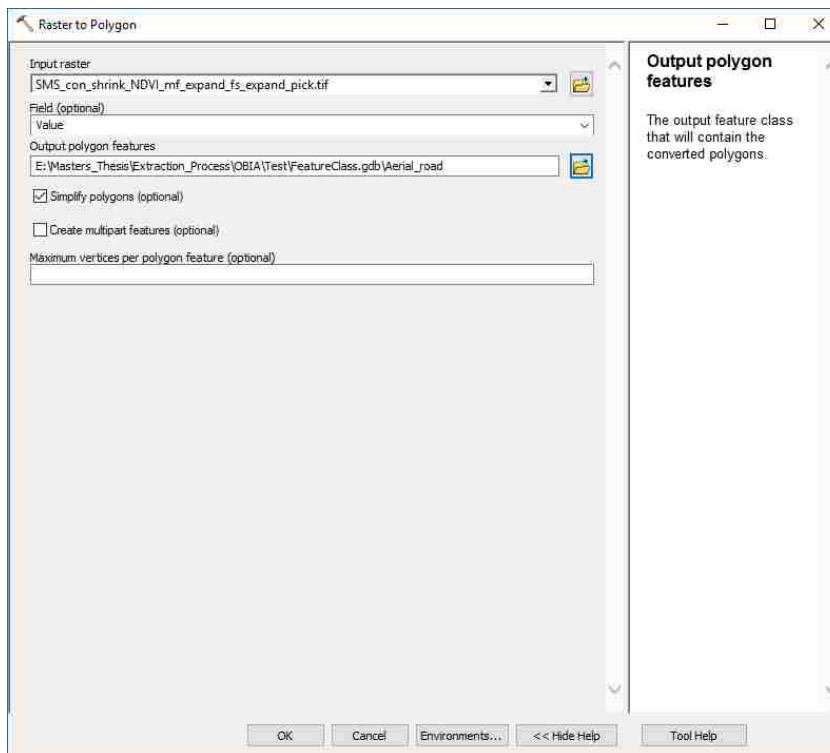 Raster to Polygon
Input raster
SMS_con_shrink_NDVI_mf_expand_fs_expand_pick.tif
Field (optional)
Value
Output polygon features
E:\Masters_Thesis\Extraction_Process\OBIA\Test\FeatureClass.gdb\Aerial_road
Simplify polygons (optional)
Create multipart features (optional)
Maximum vertices per polygon feature (optional)
Output polygon
features
The output feature class
that will contain the
converted polygons.
OK
Cancel
Environments...
<< Hide Help
Tool Help